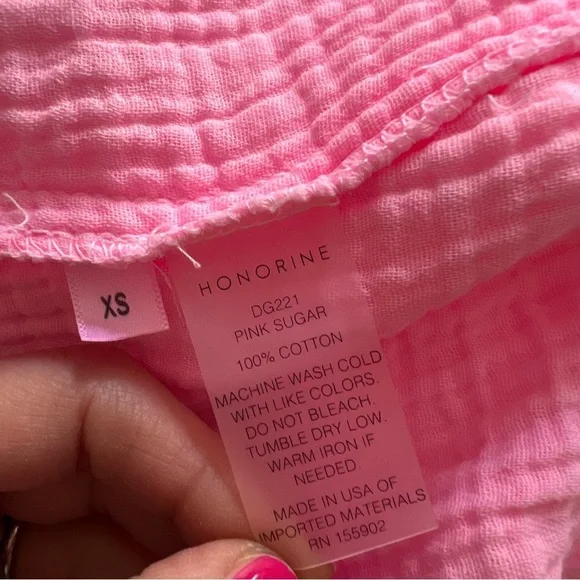 XS
HONORINE
DG221
PINK SUGAR
100% COTTON
MACHINE WASH COLD
WITH LIKE COLORS.
DO NOT BLEACH.
TUMBLE DRY LOW.
WARM IRON IF
NEEDED.
MADE IN USA OF
IMPORTED MATERIALS
RN 155902